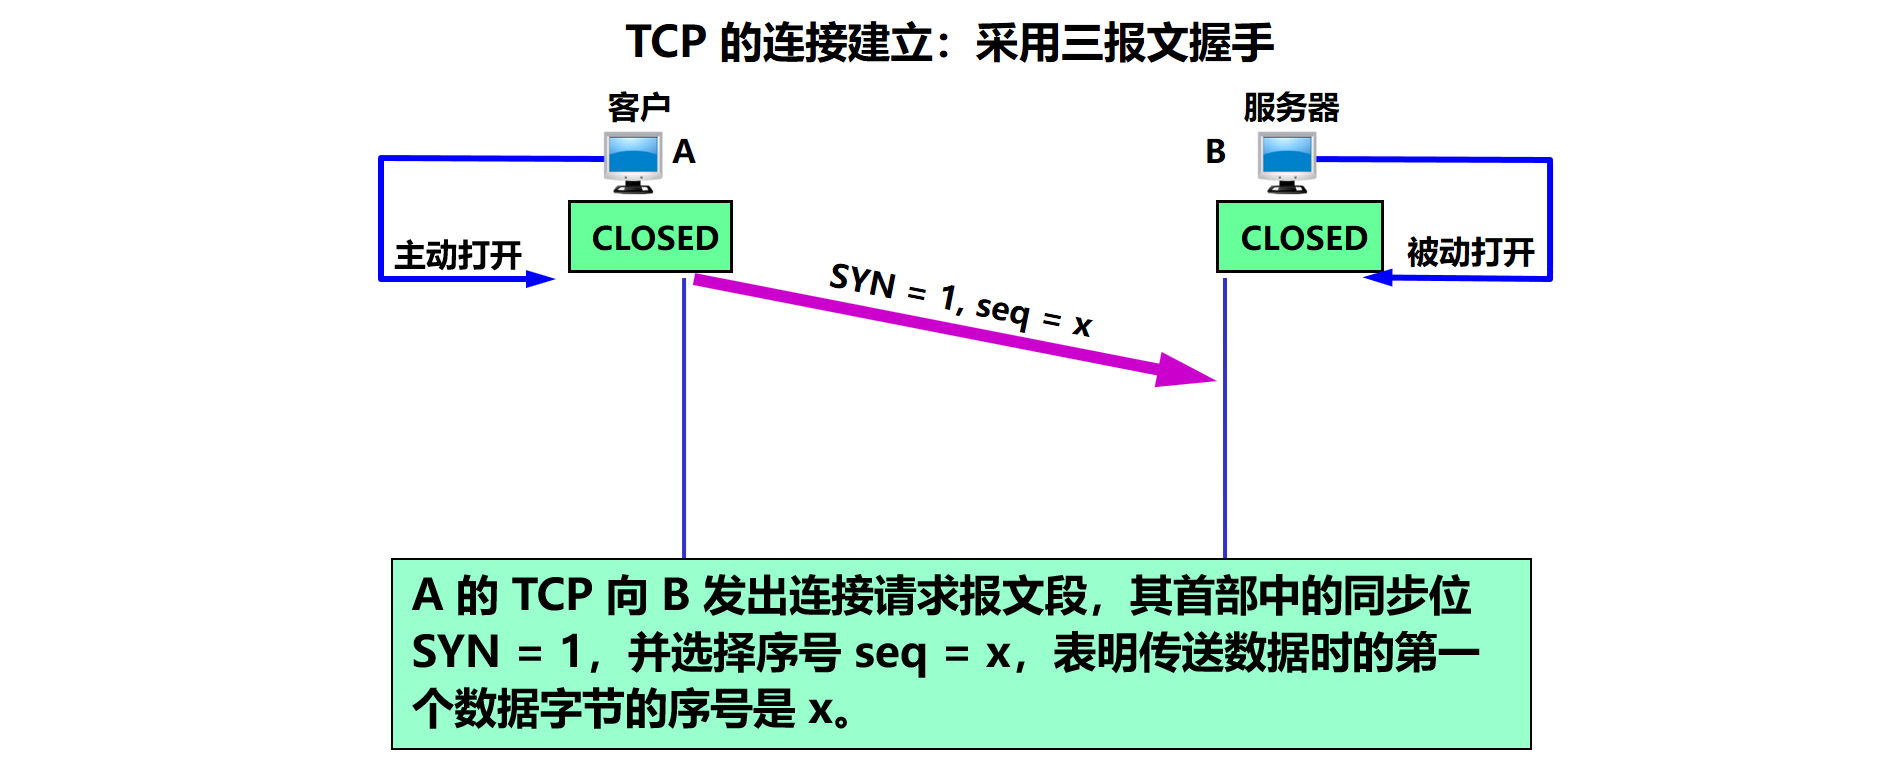 TCP 的连接建立：采用三报文握手
客户
服务器
A
B
CLOSED
CLOSED
主动打开
被动打开
SYN = 1, seq = x
A 的 TCP 向 B 发出连接请求报文段，其首部中的同步位
SYN = 1，并选择序号 seq = x，表明传送数据时的第一
个数据字节的序号是 x。